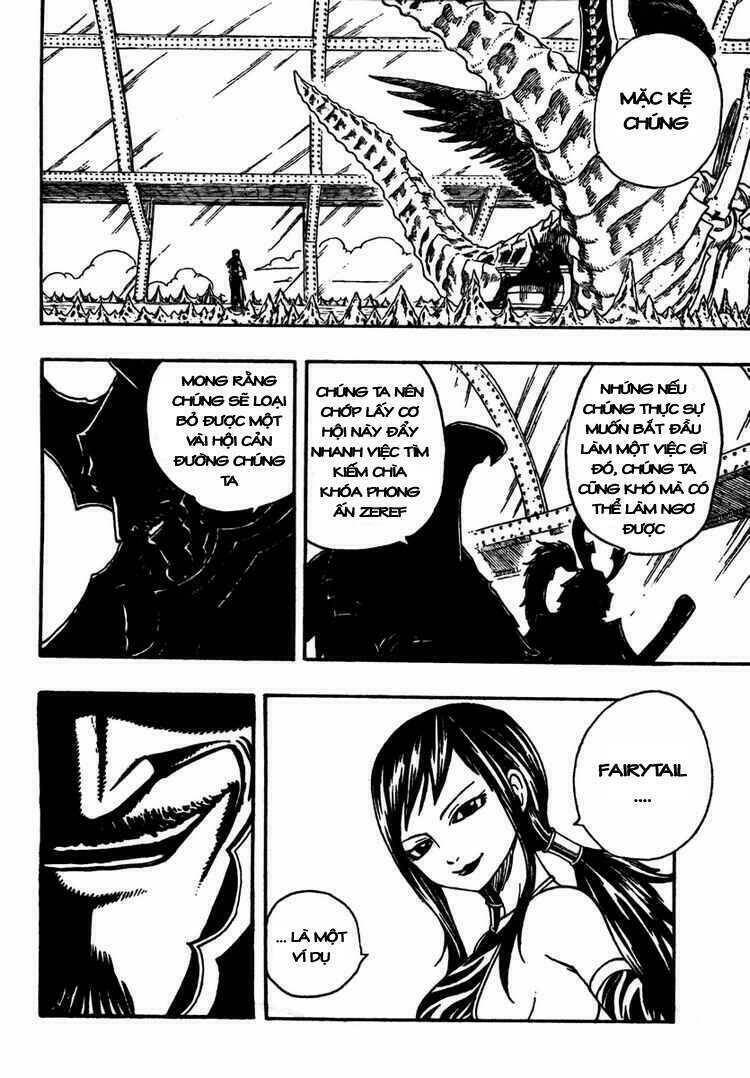 MẶC KỆ
CHÚNG
NHỨNG NẾU
CHÚNG THỰC SỰ
MUỐN BẮT ĐẦU
LÀM MỘT VIỆC GÌ
ĐÓ, CHÚNG TA
CŨNG KHÓ MÀ CÓ
THỂ LÀM NGƠ
ĐƯỢC
CHÚNG TA NÊN
CHỚP LẤY CƠ
HỘI NÀY ĐẨY
NHANH VIỆC TÌM
KIẾM CHÌA
KHÓA PHONG
ẤN ZEREF
MONG RẰNG
CHÚNG SẼ LOẠI
BỎ ĐƯỢC MỘT
VÀI HỘI CẢN
ĐƯỜNG CHÚNG
TA
FAIRYTAIL
....
... LÀ MỘT
VÍ DỤ